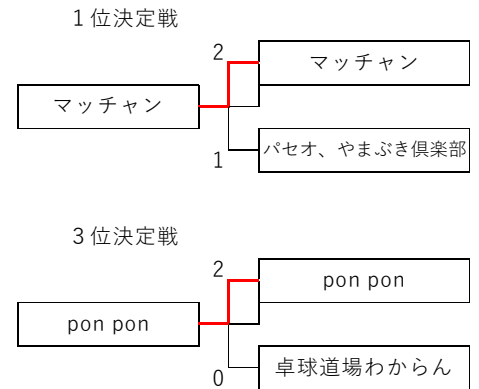 １位決定戦
2
マッチャン
マッチャン
パセオ、やまぶき倶楽部
1
３位決定戦
2
pon pon
pon pon
卓球道場わからん
0